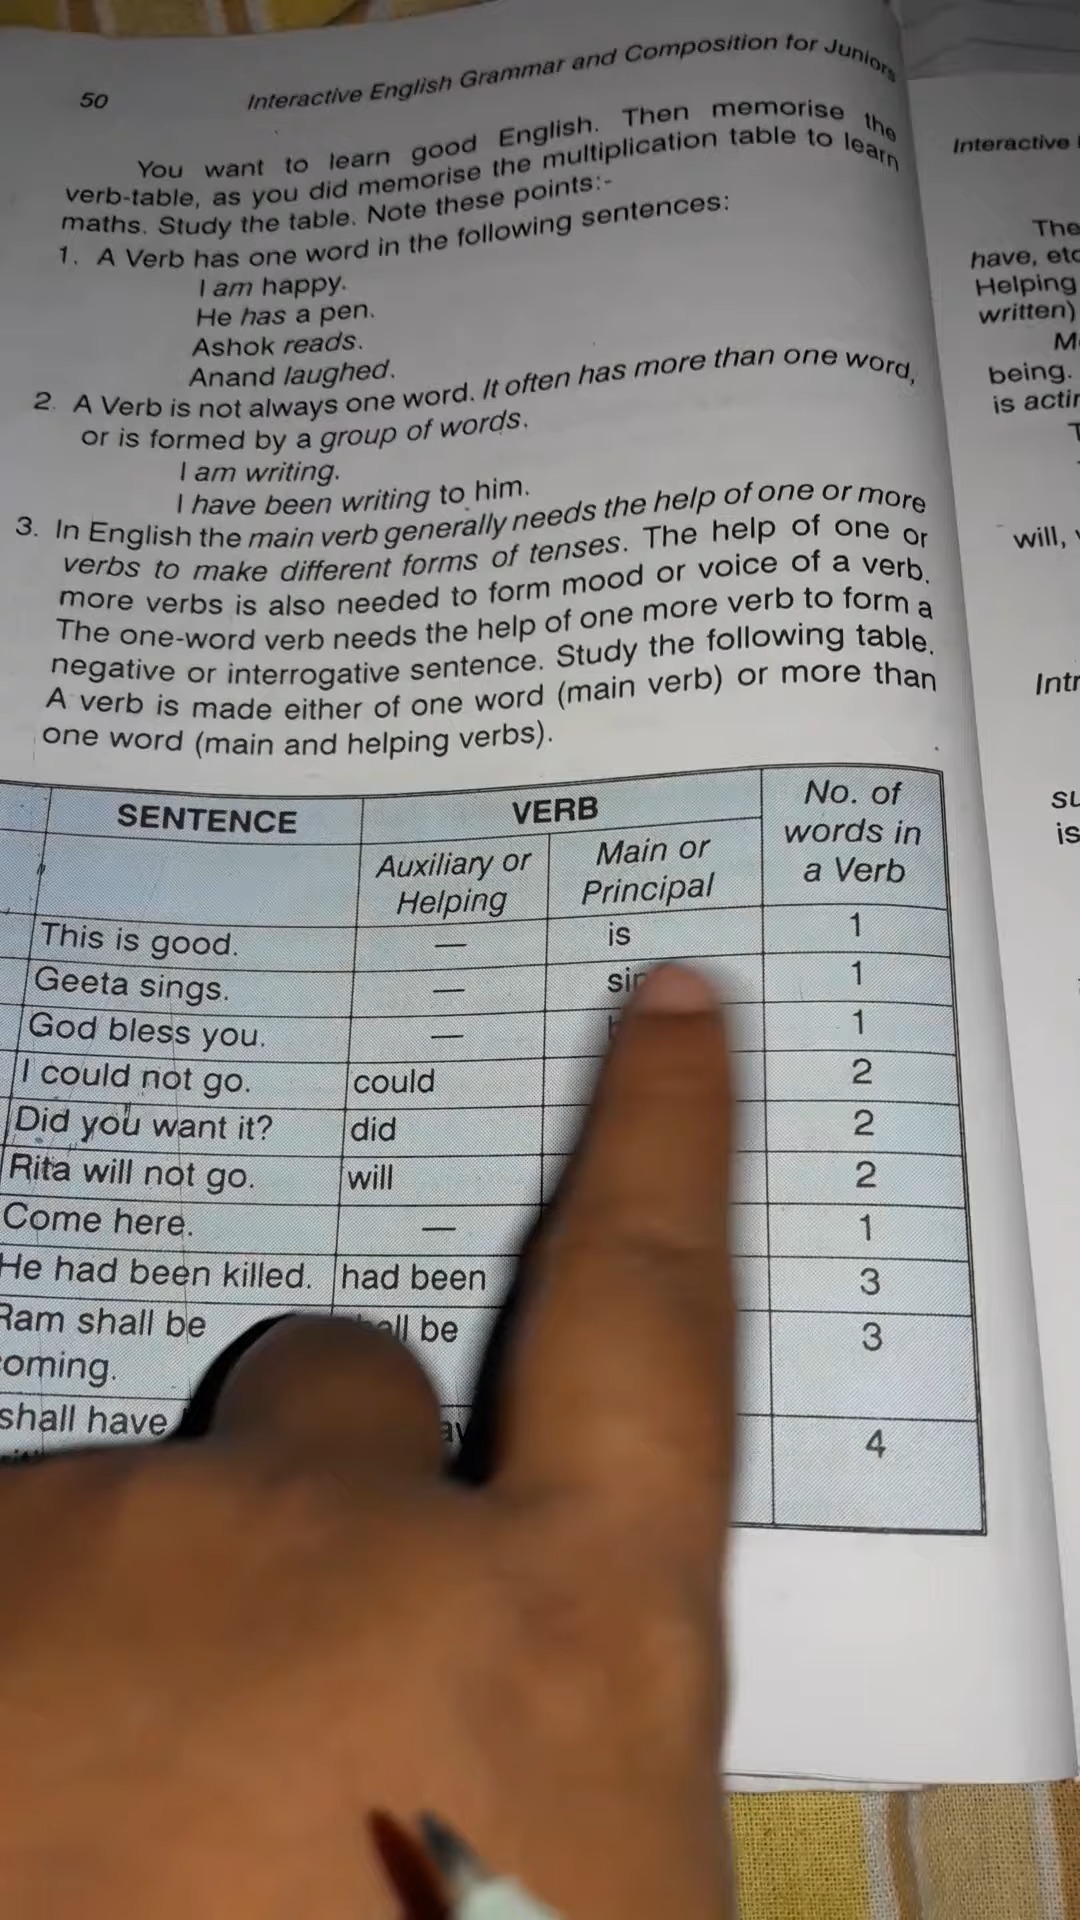 50
Interactive English Grammar and Composition for Juniors
You want to learn good English. Then memorise the
verb-table, as you did memorise the multiplication table to learn
maths. Study the table. Note these points:-
1. A Verb has one word in the following sentences:
I am happy.
He has a pen.
Ashok reads.
Anand laughed.
2. A Verb is not always one word. It often has more than one word,
or is formed by a group of words.
I am writing.
I have been writing to him.
3. In English the main verb generally needs the help of one or more
verbs to make different forms of tenses. The help of one or
more verbs is also needed to form mood or voice of a verb.
The one-word verb needs the help of one more verb to form a
negative or interrogative sentence. Study the following table.
A verb is made either of one word (main verb) or more than
one word (main and helping verbs).
SENTENCE VERB No. of words in a Verb
Auxiliary or Helping Main or Principal
This is good. — is 1
Geeta sings. — 1
God bless you. — 1
I could not go. could 2
Did you want it? did 2
Rita will not go. will 2
Come here. — 1
He had been killed. had been 3
Ram shall be be 3
shall have 4
Interactive
The
have, etc
Helping
written)
being.
is
will,